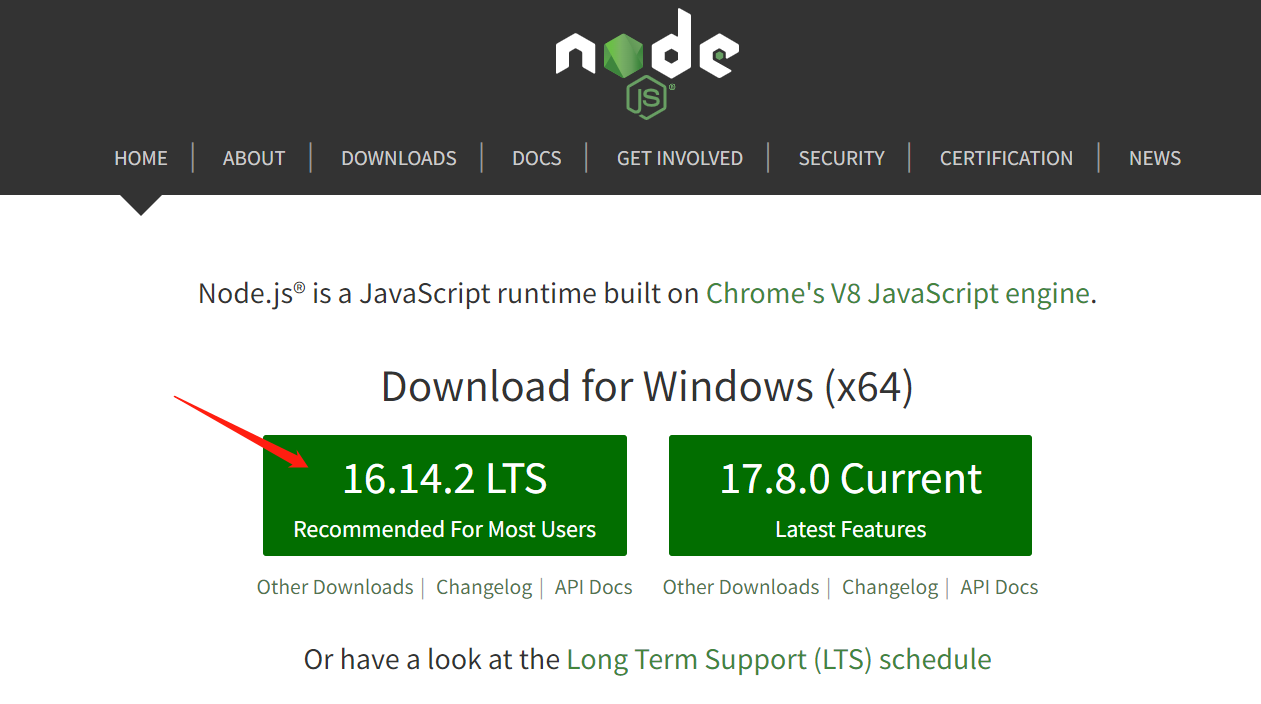 node
JS®
HOME | ABOUT | DOWNLOADS | DOCS | GET INVOLVED | SECURITY | CERTIFICATION | NEWS
Node.js® is a JavaScript runtime built on Chrome's V8 JavaScript engine.
Download for Windows (x64)
16.14.2 LTS
Recommended For Most Users
17.8.0 Current
Latest Features
Other Downloads | Changelog | API Docs
Other Downloads | Changelog | API Docs
Or have a look at the Long Term Support (LTS) schedule